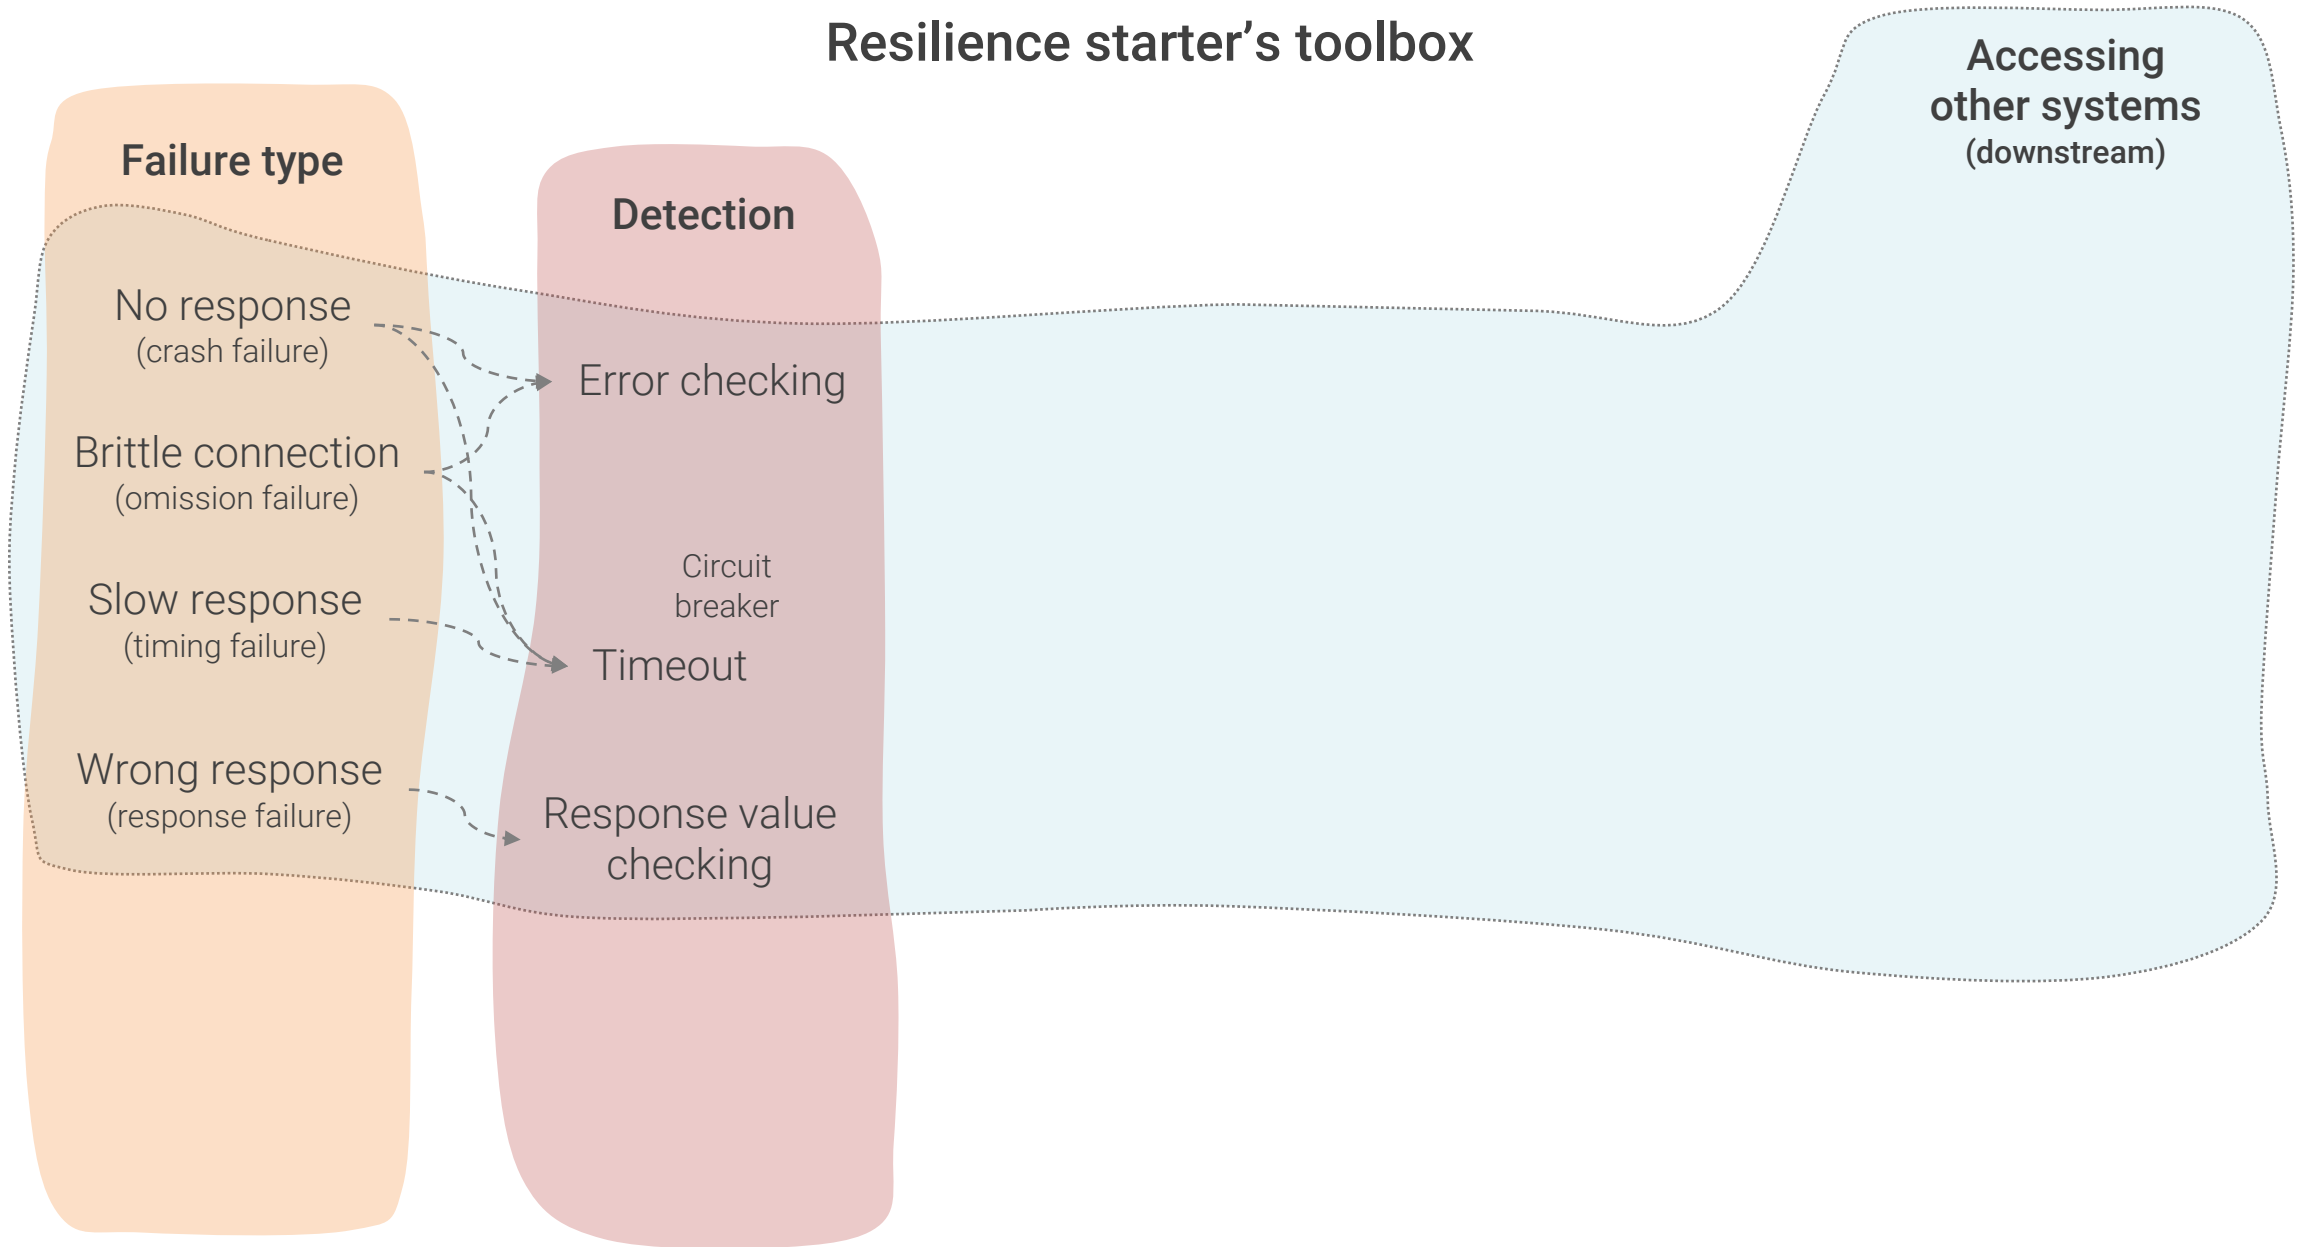 Resilience starter’s toolbox
Accessing
other systems
(downstream)
Failure type
No response
(crash failure)
Brittle connection
(omission failure)
Slow response
(timing failure)
Wrong response
(response failure)
Detection
Error checking
Circuit
breaker
Timeout
Response value
checking